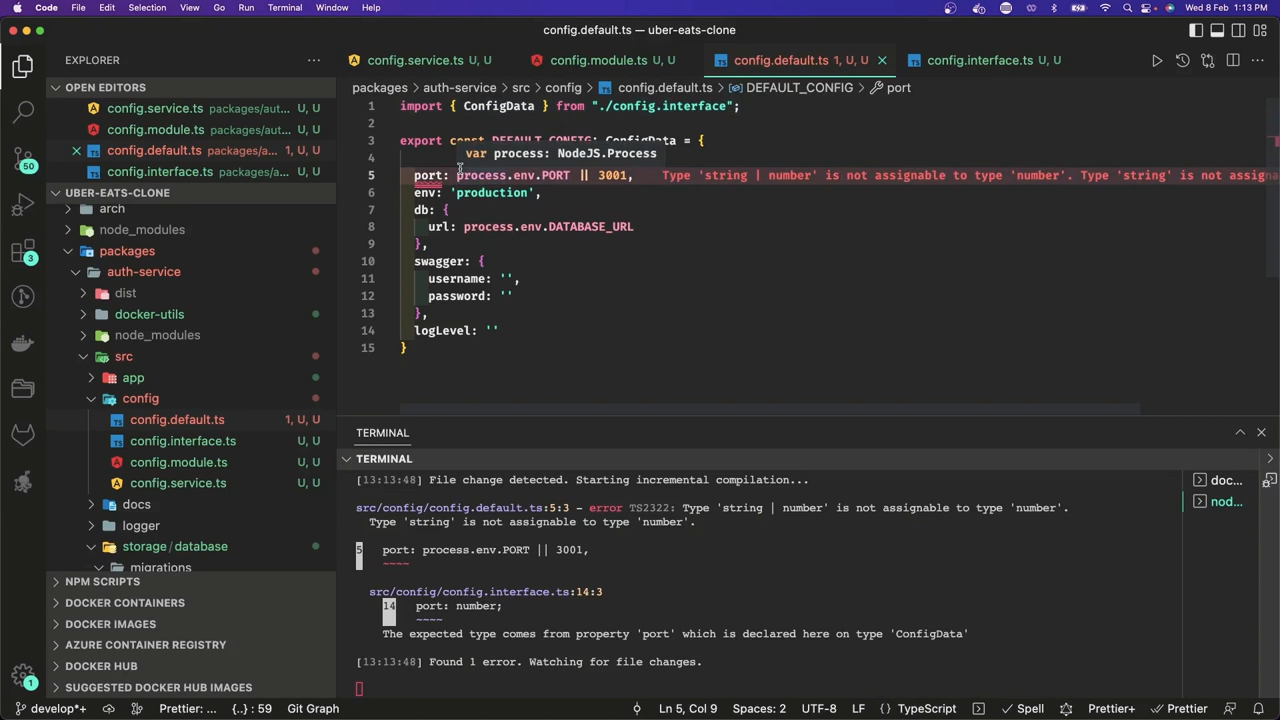 Code File Edit Selection View Go Run Terminal Window Help Wed 8 Feb 1:13 PM
config.default.ts — uber-eats-clone
EXPLORER
OPEN EDITORS
config.service.ts packages/aut... U, U
config.module.ts packages/aut... U, U
config.default.ts packages/a... 1, U, U
config.interface.ts packages/... U, U
UBER-EATS-CLONE
arch
node_modules
packages
auth-service
dist
docker-utils
node_modules
src
app
config
config.default.ts 1, U, U
config.interface.ts U, U
config.module.ts U, U
config.service.ts U, U
docs
logger
storage/database
migrations
NPM SCRIPTS
DOCKER CONTAINERS
DOCKER IMAGES
AZURE CONTAINER REGISTRY
DOCKER HUB
SUGGESTED DOCKER HUB IMAGES
50
3
1
config.service.ts U, U config.module.ts U, U config.default.ts 1, U, U config.interface.ts U, U
packages > auth-service > src > config > config.default.ts > DEFAULT_CONFIG > port
1 import { ConfigData } from "./config.interface";
2
3 export const DEFAULT_CONFIG: ConfigData = {
4 var process: NodeJS.Process
5 port: process.env.PORT || 3001, Type 'string | number' is not assignable to type 'number'. Type 'string' is not assigna
6 env: 'production',
7 db: {
8 url: process.env.DATABASE_URL
9 },
10 swagger: {
11 username: '',
12 password: ''
13 },
14 logLevel: ''
15 }
TERMINAL
TERMINAL
doc...
nod...
[13:13:48] File change detected. Starting incremental compilation...
src/config/config.default.ts:5:3 - error TS2322: Type 'string | number' is not assignable to type 'number'.
Type 'string' is not assignable to type 'number'.
5 port: process.env.PORT || 3001,
~~~~
src/config/config.interface.ts:14:3
14 port: number;
~~~~
The expected type comes from property 'port' which is declared here on type 'ConfigData'
[13:13:48] Found 1 error. Watching for file changes.
develop*+ Prettier: ... {..} : 59 Git Graph Ln 5, Col 9 Spaces: 2 UTF-8 LF {} TypeScript Spell Prettier+ Prettier